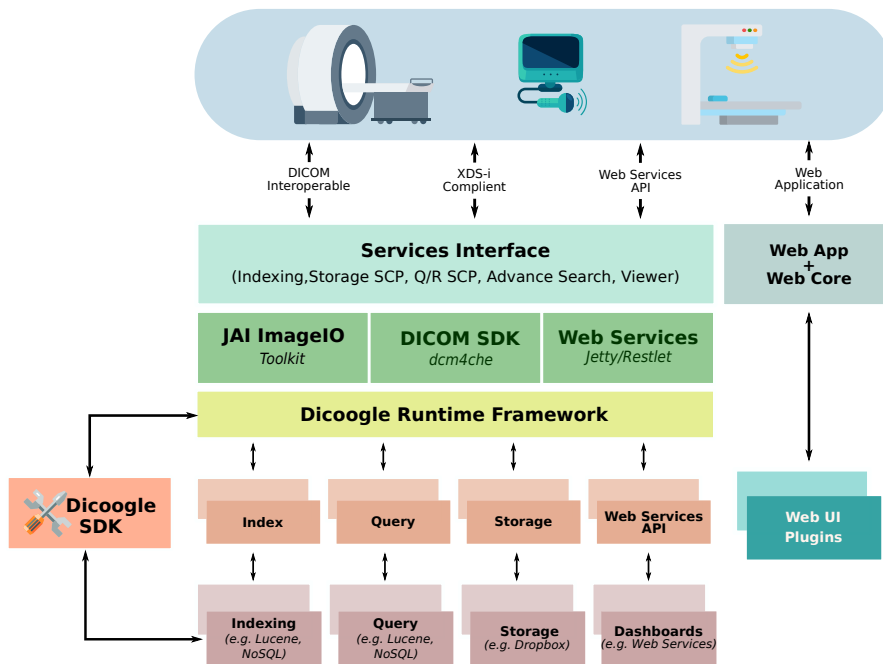 DICOM
Interoperable
XDS-i
Complient
Web Services
API
Web
Application
Services Interface
(Indexing,Storage SCP, Q/R SCP, Advance Search, Viewer)
Web App
+
Web Core
JAI ImageIO
Toolkit
DICOM SDK
dcm4che
Web Services
Jetty/Restlet
Dicoogle Runtime Framework
Dicoogle
SDK
Index
Query
Storage
Web Services
API
Web UI
Plugins
Indexing
(e.g. Lucene,
NoSQL)
Query
(e.g. Lucene,
NoSQL)
Storage
(e.g. Dropbox)
Dashboards
(e.g. Web Services)